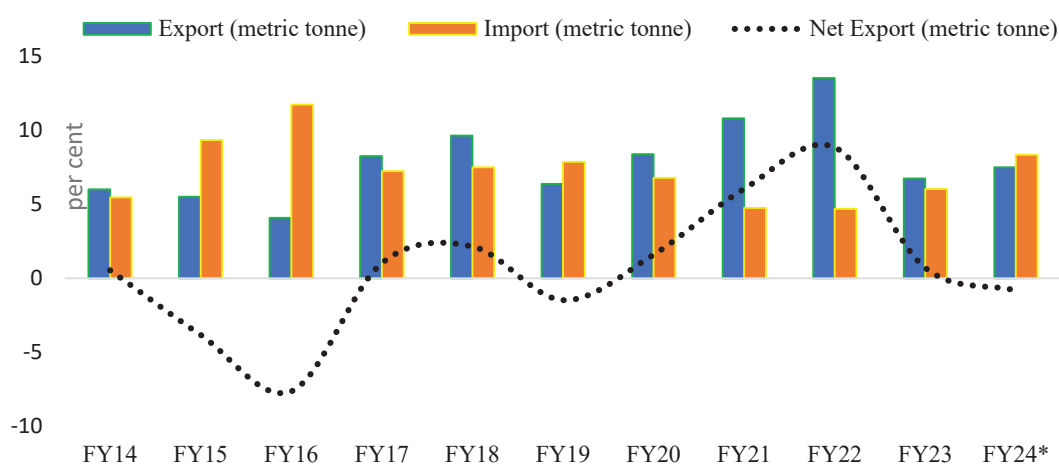 Export (metric tonne) Import (metric tonne) Net Export (metric tonne)
15
10
5
0
-5
-10
per cent
FY14 FY15 FY16 FY17 FY18 FY19 FY20 FY21 FY22 FY23 FY24*